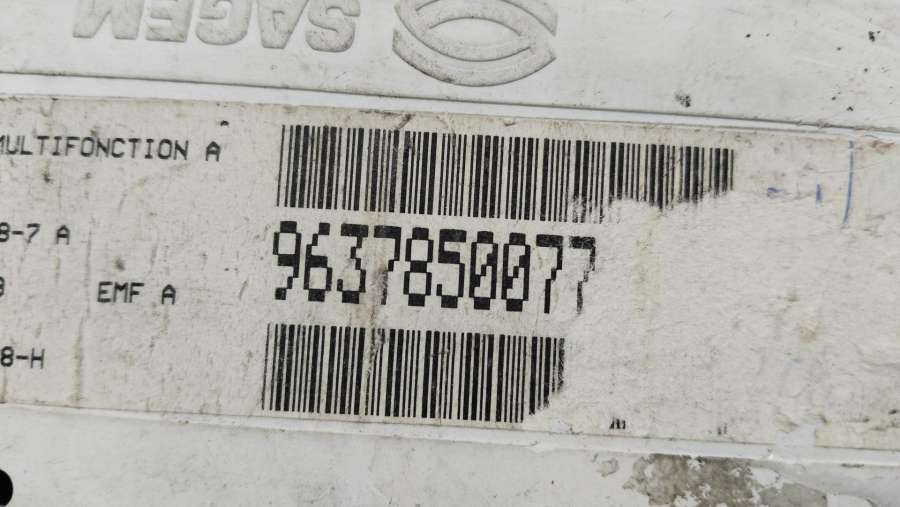 SAGEM
MULTIFONCTION A
8-7 A
9637850077
EMF A
8-H